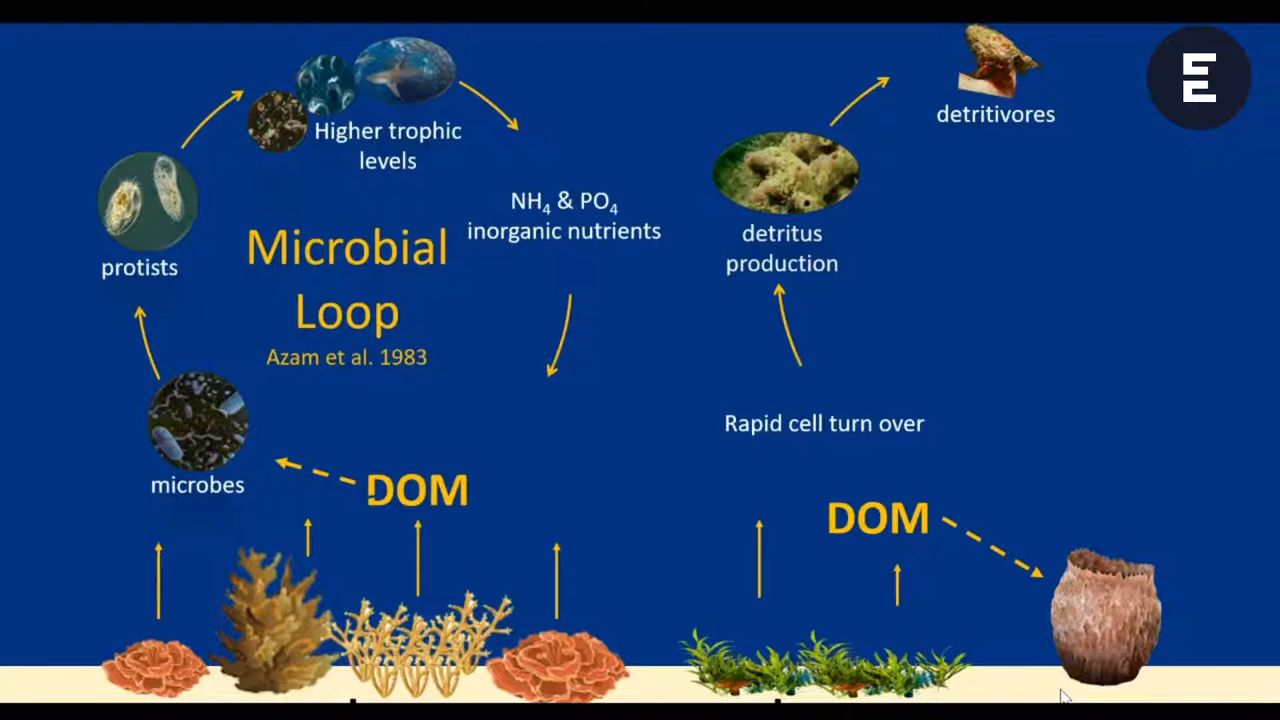 Higher trophic
levels
protists
NH₄ & PO₄
inorganic nutrients
Microbial
Loop
Azam et al. 1983
microbes
DOM
detritivores
detritus
production
Rapid cell turn over
DOM
E